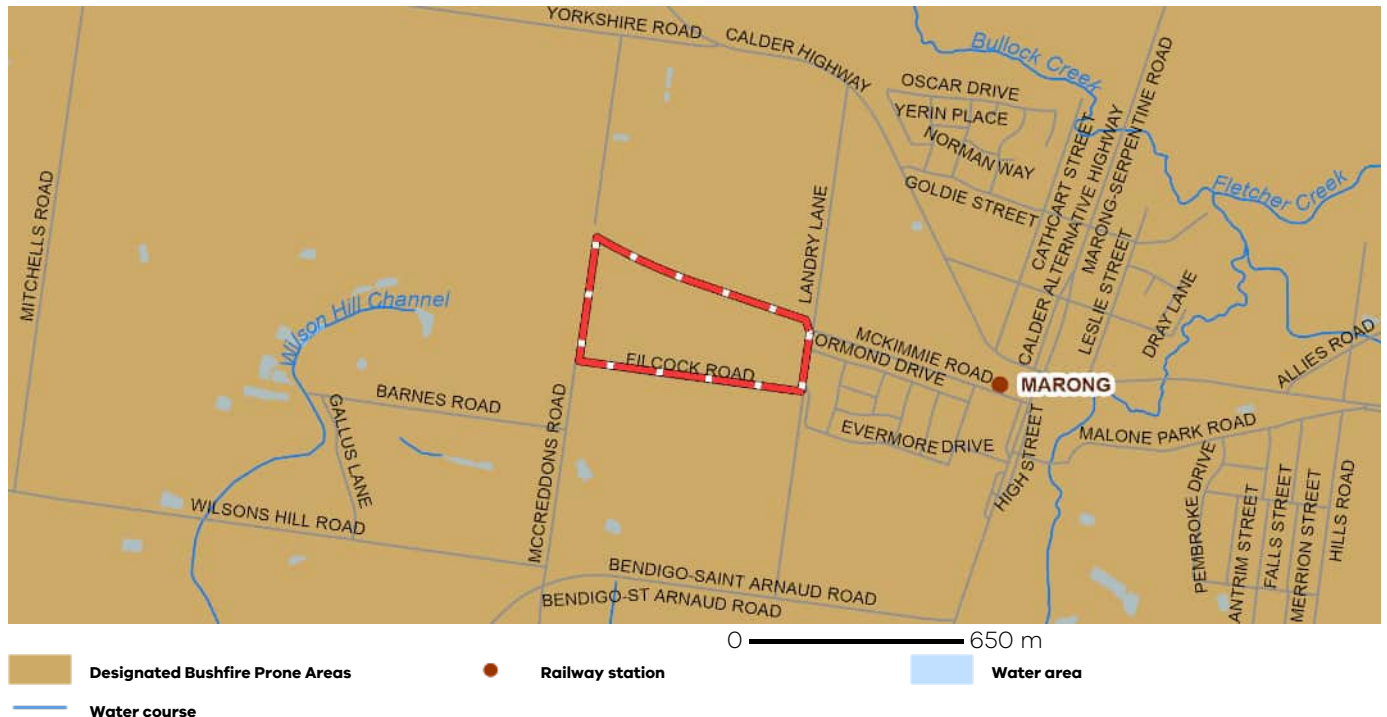 YORKSHIRE ROAD
CALDER HIGHWAY
Bullock Creek
OSCAR DRIVE
YERIN PLACE
NORMAN WAY
GOLDIE STREET
CATHCART STREET
CALDER ALTERNATIVE HIGHWAY
MARONG-SERPENTINE ROAD
Fletcher Creek
MITCHELLS ROAD
LANDRY LANE
LESLIE STREET
DRAY LANE
ALLIES ROAD
Wilson Hill Channel
MCKIMMIE ROAD
ORMOND DRIVE
FILCOCK ROAD
MARONG
BARNES ROAD
GALLUS LANE
MCCREDDONS ROAD
EVERMORE DRIVE
HIGH STREET
MALONE PARK ROAD
WILSONS HILL ROAD
PEMBROKE DRIVE
ANTRIM STREET
FALLS STREET
MERRION STREET
HILLS ROAD
BENDIGO-SAINT ARNAUD ROAD
BENDIGO-ST ARNAUD ROAD
0 650 m
Designated Bushfire Prone Areas Railway station Water area
Water course